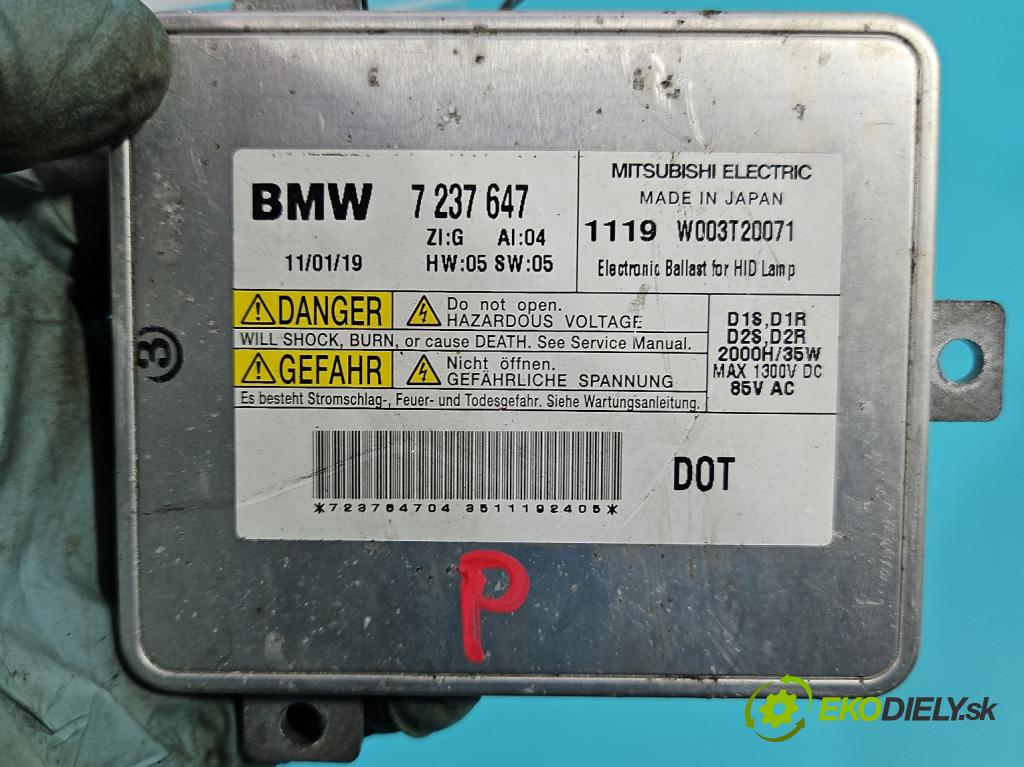 BMW 7 237 647
ZI:G AI:04
11/01/19 HW:05 SW:05
MITSUBISHI ELECTRIC
MADE IN JAPAN
1119 W003T20071
Electronic Ballast for HID Lamp
DANGER
Do not open.
HAZARDOUS VOLTAGE
WILL SHOCK, BURN, or cause DEATH. See Service Manual.
GEFAHR
Nicht öffnen.
GEFÄHRLICHE SPANNUNG
Es besteht Stromschlag-, Feuer- und Todesgefahr. Siehe Wartungsanleitung.
D1S,D1R
D2S,D2R
2000H/35W
MAX 1300V DC
85V AC
*723764704 3511192405*
DOT
3
P
EKODIELY.sk